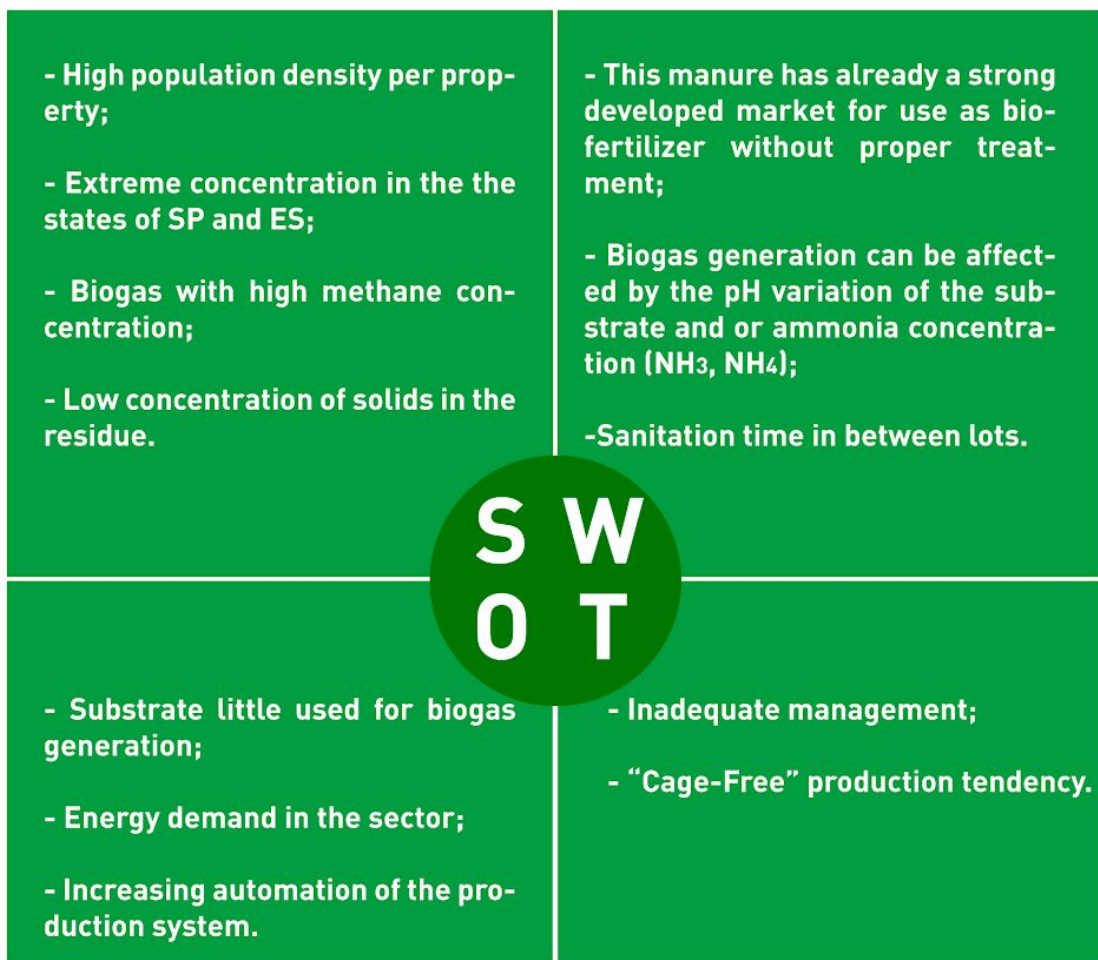 - High population density per prop-
erty;
- Extreme concentration in the the
states of SP and ES;
- Biogas with high methane con-
centration;
- Low concentration of solids in the
residue.
- This manure has already a strong
developed market for use as bio-
fertilizer without proper treat-
ment;
- Biogas generation can be affect-
ed by the pH variation of the sub-
strate and or ammonia concentra-
tion (NH3, NH4);
-Sanitation time in between lots.
S W
O T
- Substrate little used for biogas
generation;
- Energy demand in the sector;
- Increasing automation of the pro-
duction system.
- Inadequate management;
- “Cage-Free” production tendency.